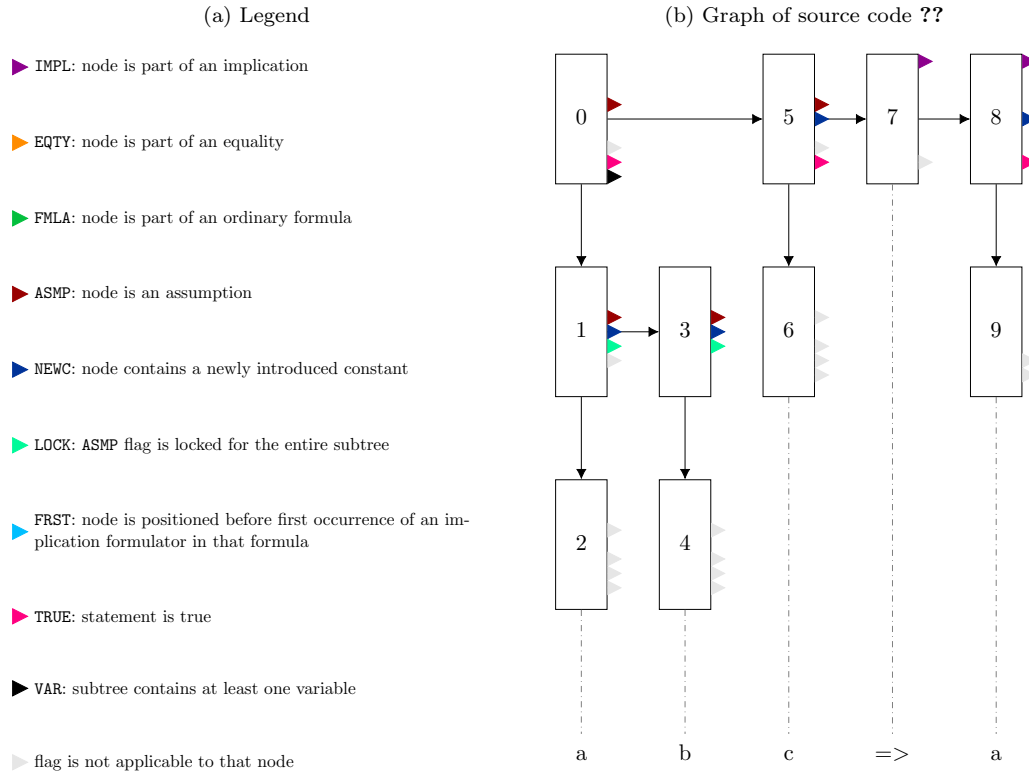 (a) Legend
IMPL: node is part of an implication
EQTY: node is part of an equality
FMLA: node is part of an ordinary formula
ASMP: node is an assumption
NEWC: node contains a newly introduced constant
LOCK: ASMP flag is locked for the entire subtree
FRST: node is positioned before first occurrence of an im-
plication formulator in that formula
TRUE: statement is true
VAR: subtree contains at least one variable
flag is not applicable to that node
(b) Graph of source code ??
0 5 7 8
1 3 6 9
2 4
a b c => a